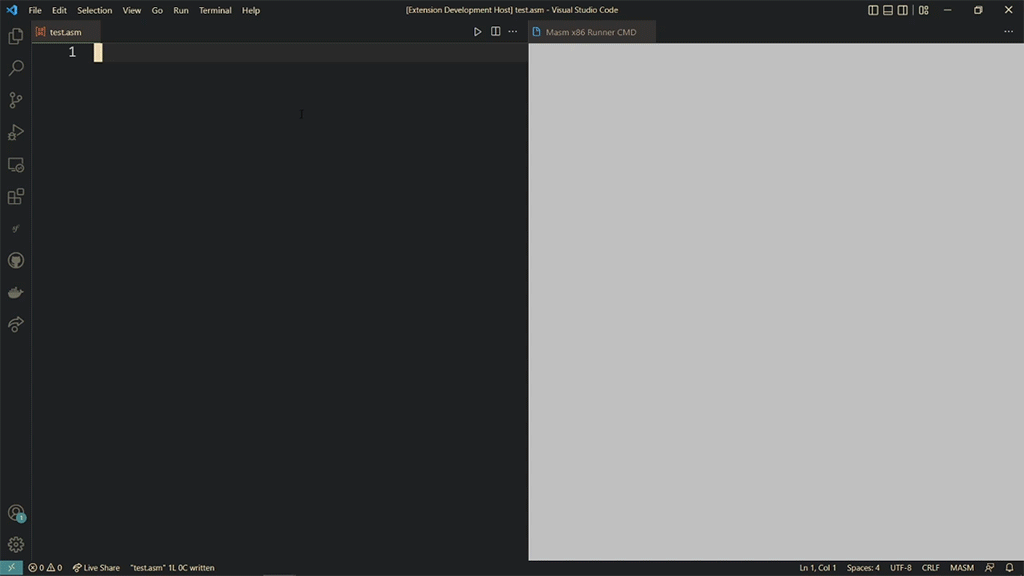 File Edit Selection View Go Run Terminal Help
[Extension Development Host] test.asm - Visual Studio Code
test.asm
Masm x86 Runner CMD
1
1
0 0
Live Share
"test.asm" 1L 0C written
Ln 1, Col 1
Spaces: 4
UTF-8
CRLF
MASM